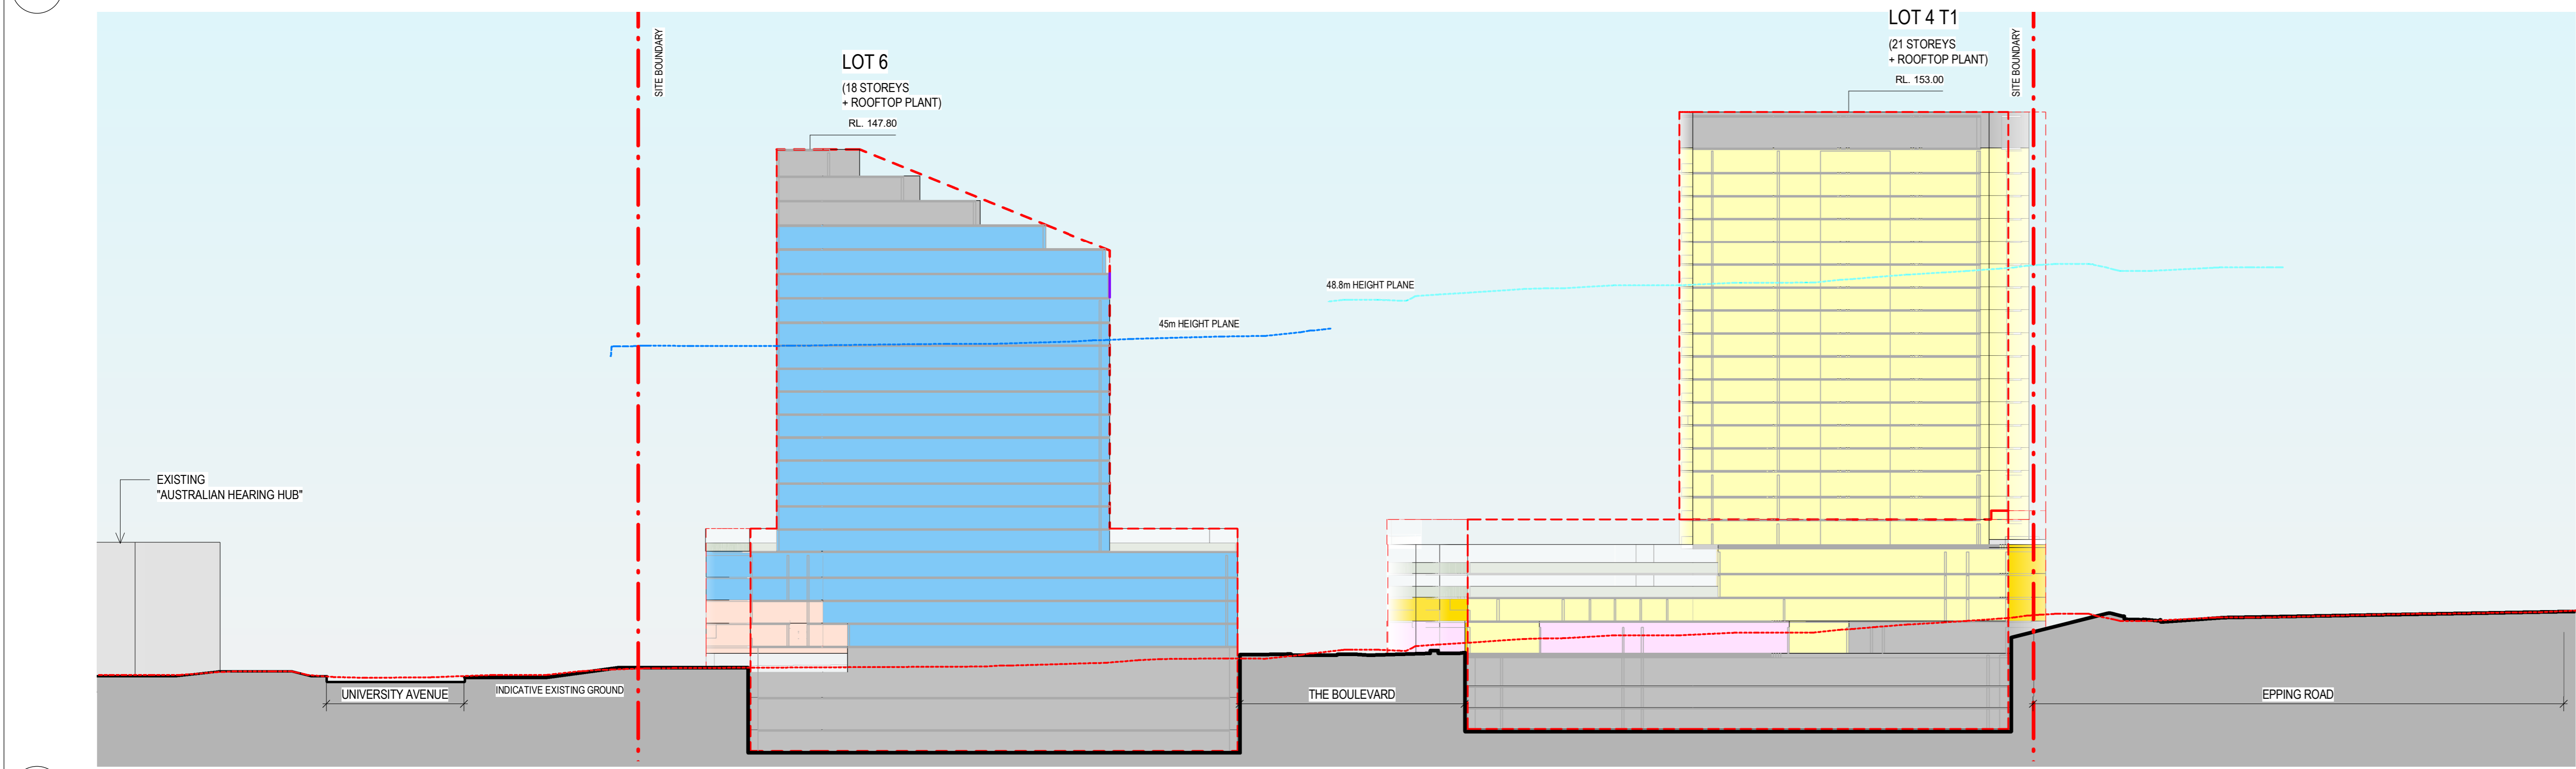 LOT 4 T1
(21 STOREYS
+ ROOFTOP PLANT)
RL. 153.00
SITE BOUNDARY
SITE BOUNDARY
LOT 6
(18 STOREYS
+ ROOFTOP PLANT)
RL. 147.80
48.8m HEIGHT PLANE
45m HEIGHT PLANE
EXISTING
"AUSTRALIAN HEARING HUB"
UNIVERSITY AVENUE
INDICATIVE EXISTING GROUND
THE BOULEVARD
EPPING ROAD